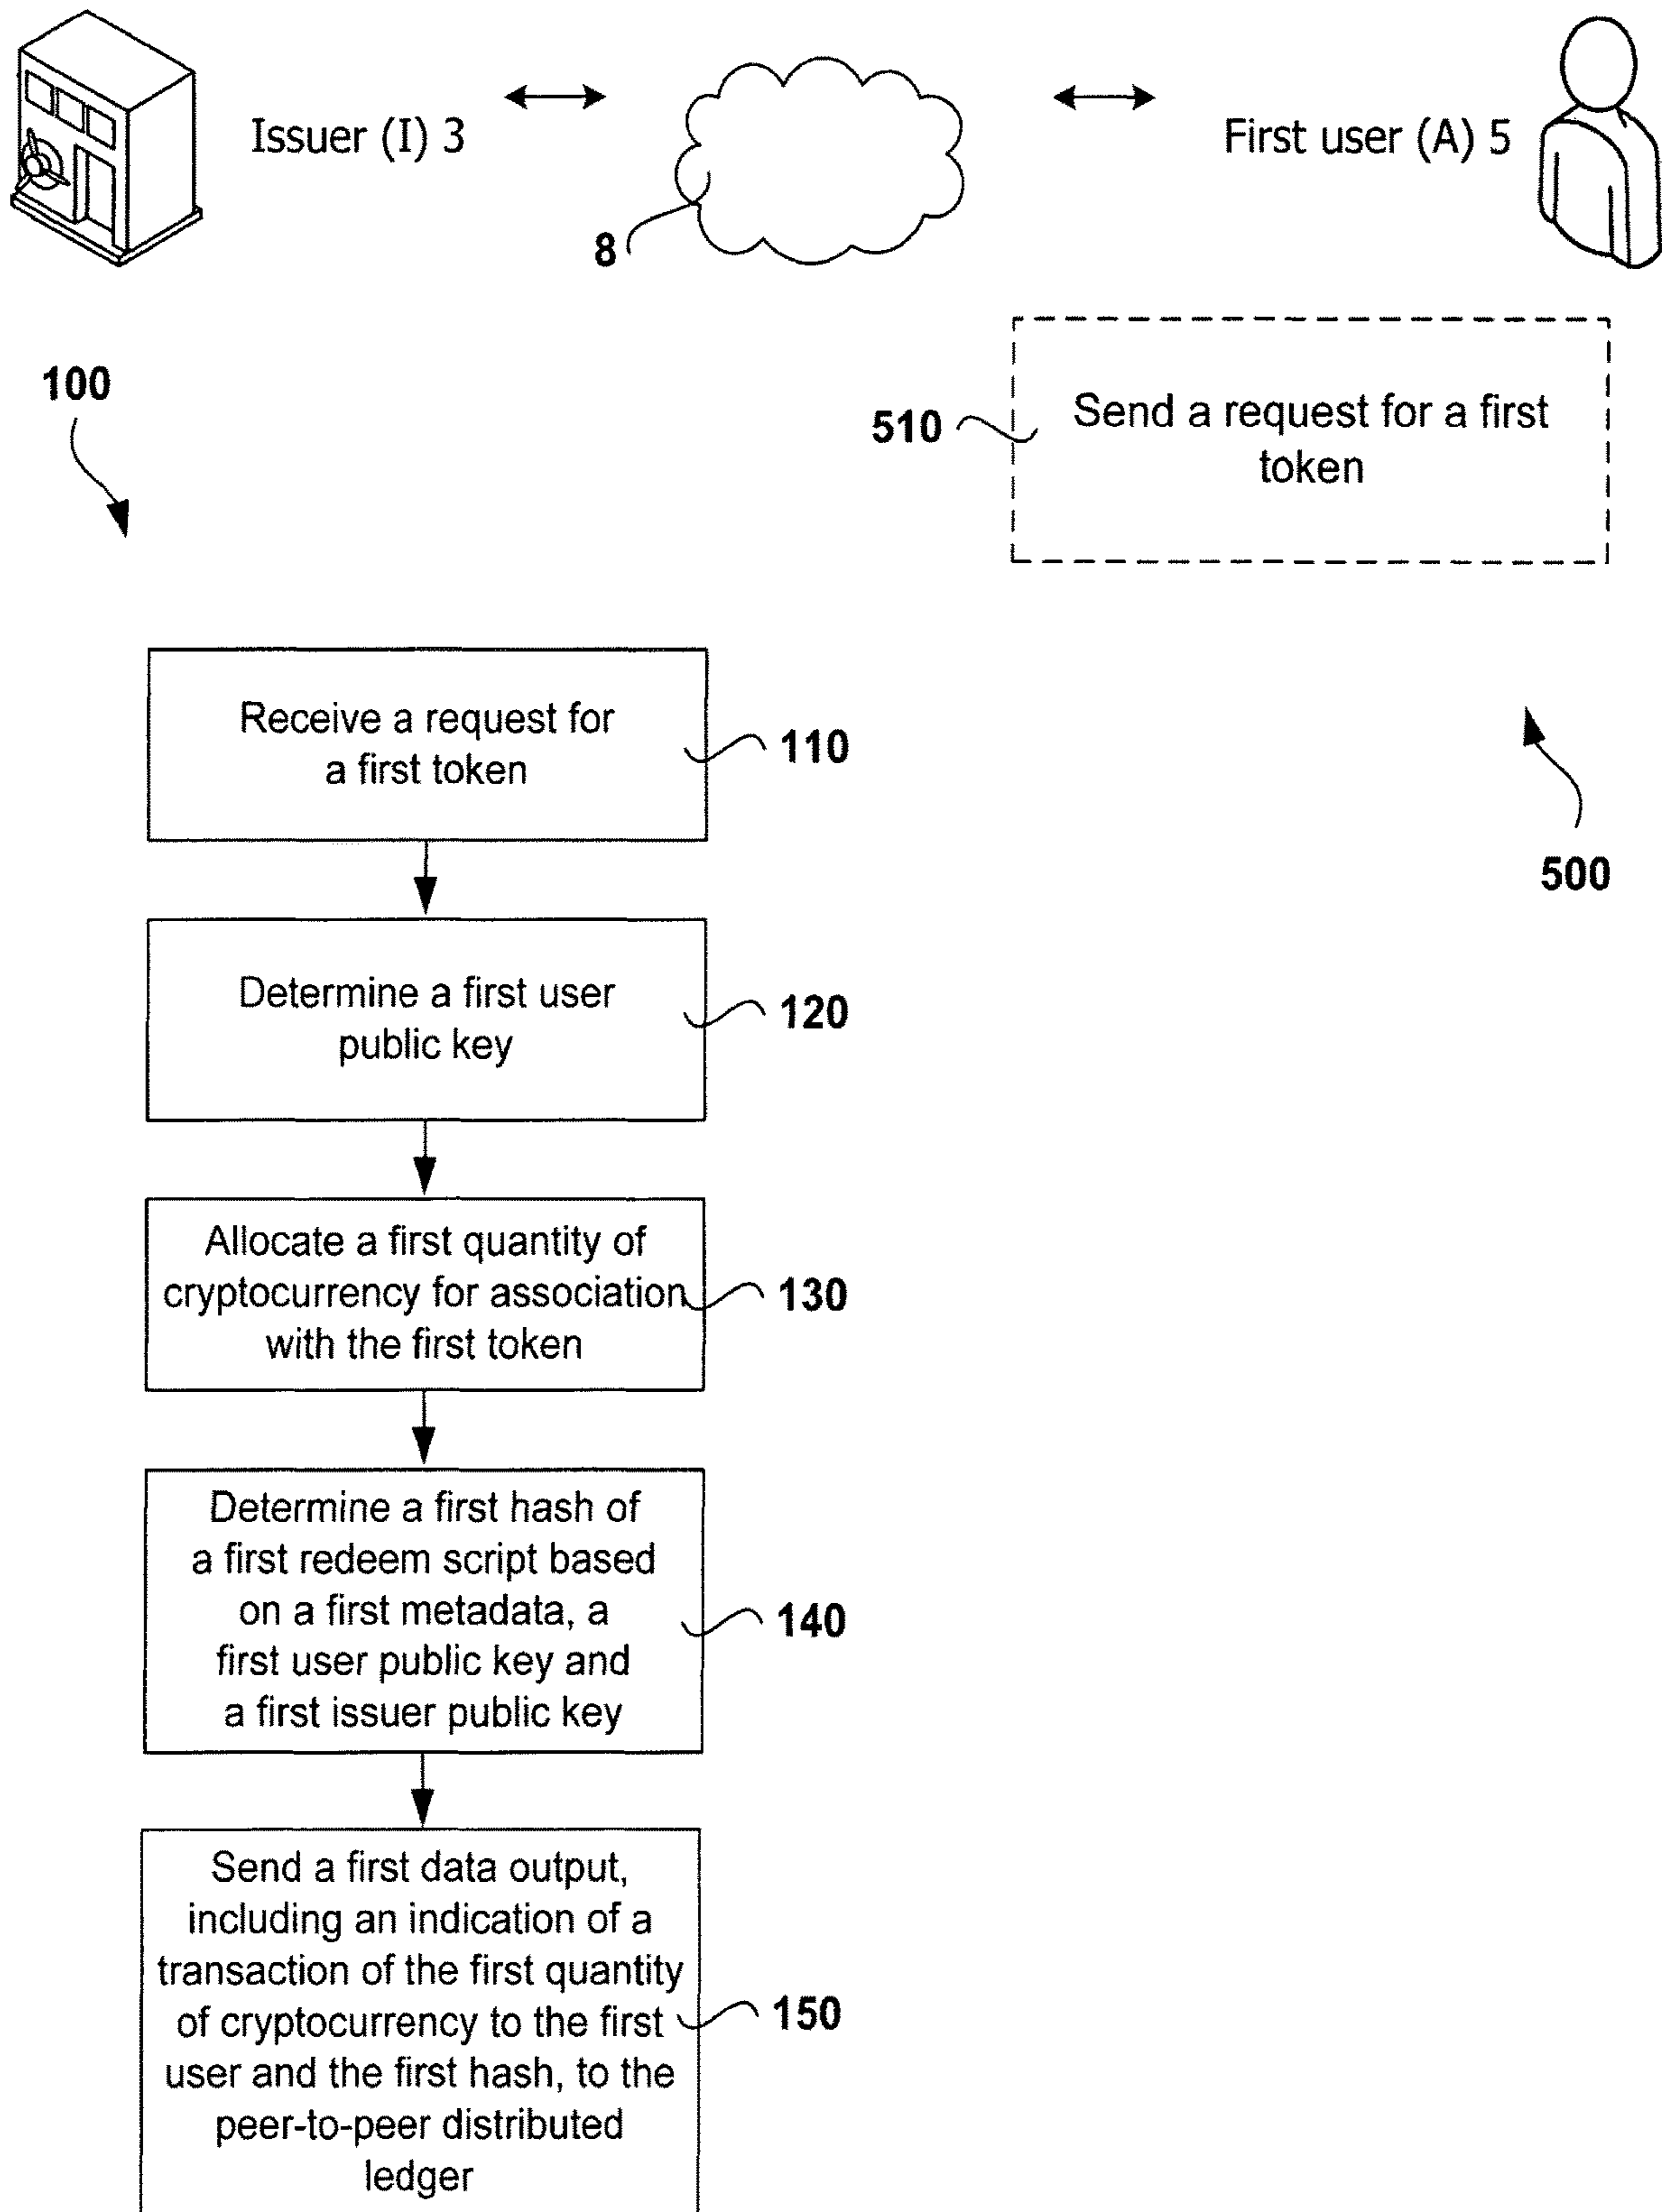 Issuer (I) 3
First user (A) 5
8
100
510
Send a request for a first
token
Receive a request for
a first token
110
500
Determine a first user
public key
120
Allocate a first quantity of
cryptocurrency for association
with the first token
130
Determine a first hash of
a first redeem script based
on a first metadata, a
first user public key and
a first issuer public key
140
Send a first data output,
including an indication of a
transaction of the first quantity
of cryptocurrency to the first
user and the first hash, to the
peer-to-peer distributed
ledger
150